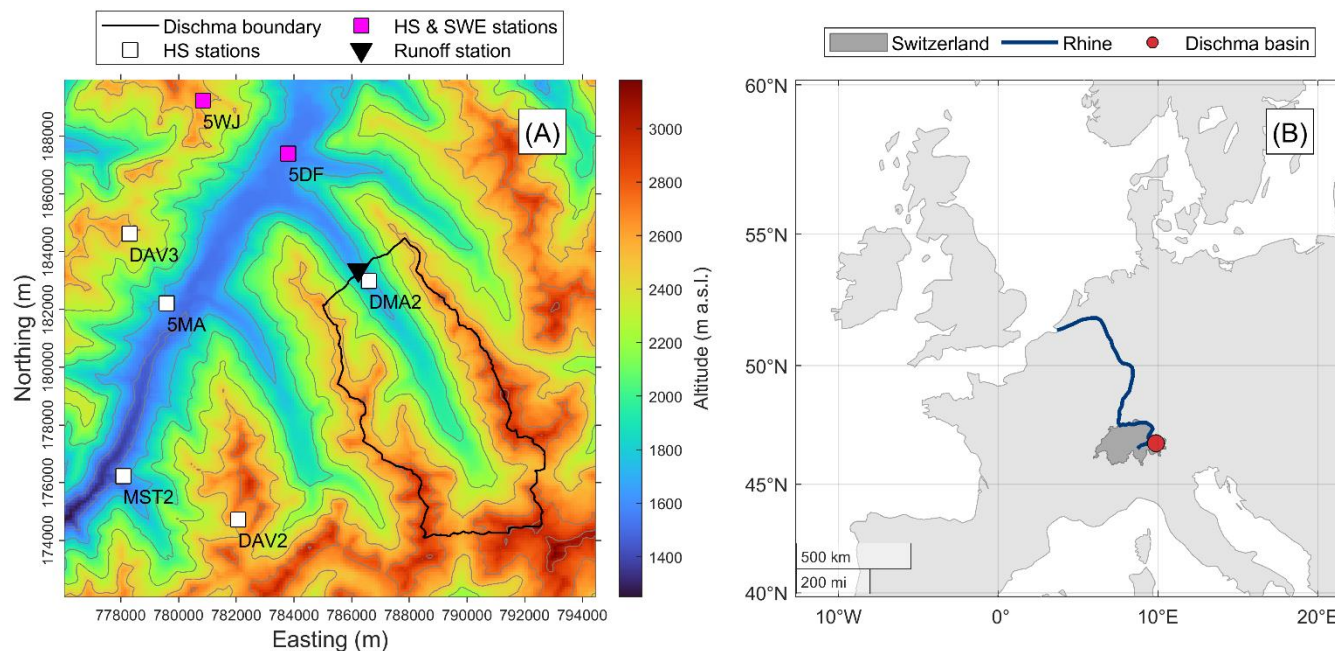 Dischma boundary
HS & SWE stations
HS stations
Runoff station
Switzerland
Rhine
Dischma basin
(A)
5WJ
5DF
DAV3
DMA2
5MA
MST2
DAV2
188000
186000
184000
182000
180000
178000
176000
174000
Northing (m)
778000 780000 782000 784000 786000 788000 790000 792000 794000
Easting (m)
3000
2800
2600
2400
2200
2000
1800
1600
1400
Altitude (m a.s.l.)
(B)
60°N
55°N
50°N
45°N
40°N
500 km
200 mi
10°W 0° 10°E 20°E